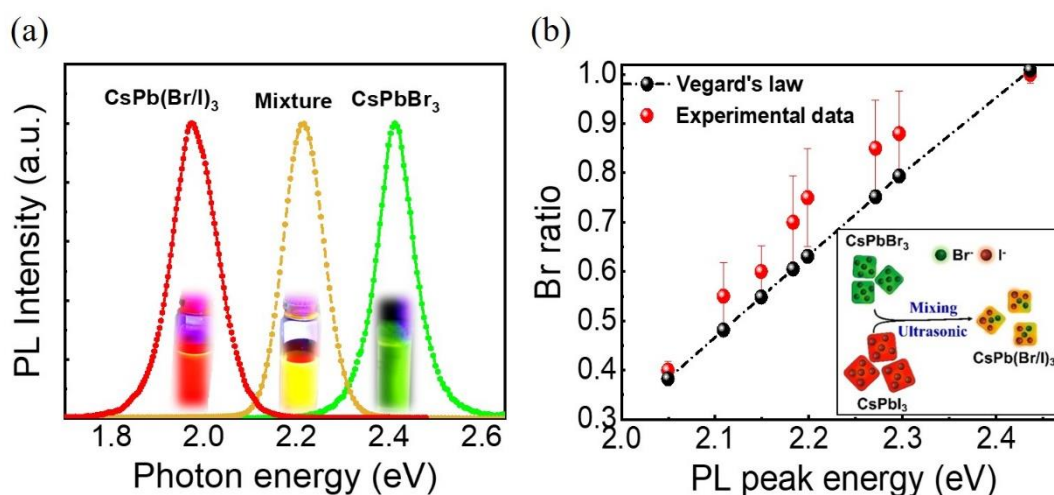 (a)
CsPb(Br/I)₃ Mixture CsPbBr₃
PL Intensity (a.u.)
1.8 2.0 2.2 2.4 2.6
Photon energy (eV)
(b)
Vegard's law
Experimental data
Br ratio
1.0
0.9
0.8
0.7
0.6
0.5
0.4
0.3
CsPbBr₃
Br⁻ I⁻
Mixing
Ultrasonic
CsPb(Br/I)₃
CsPbI₃
2.0 2.1 2.2 2.3 2.4
PL peak energy (eV)